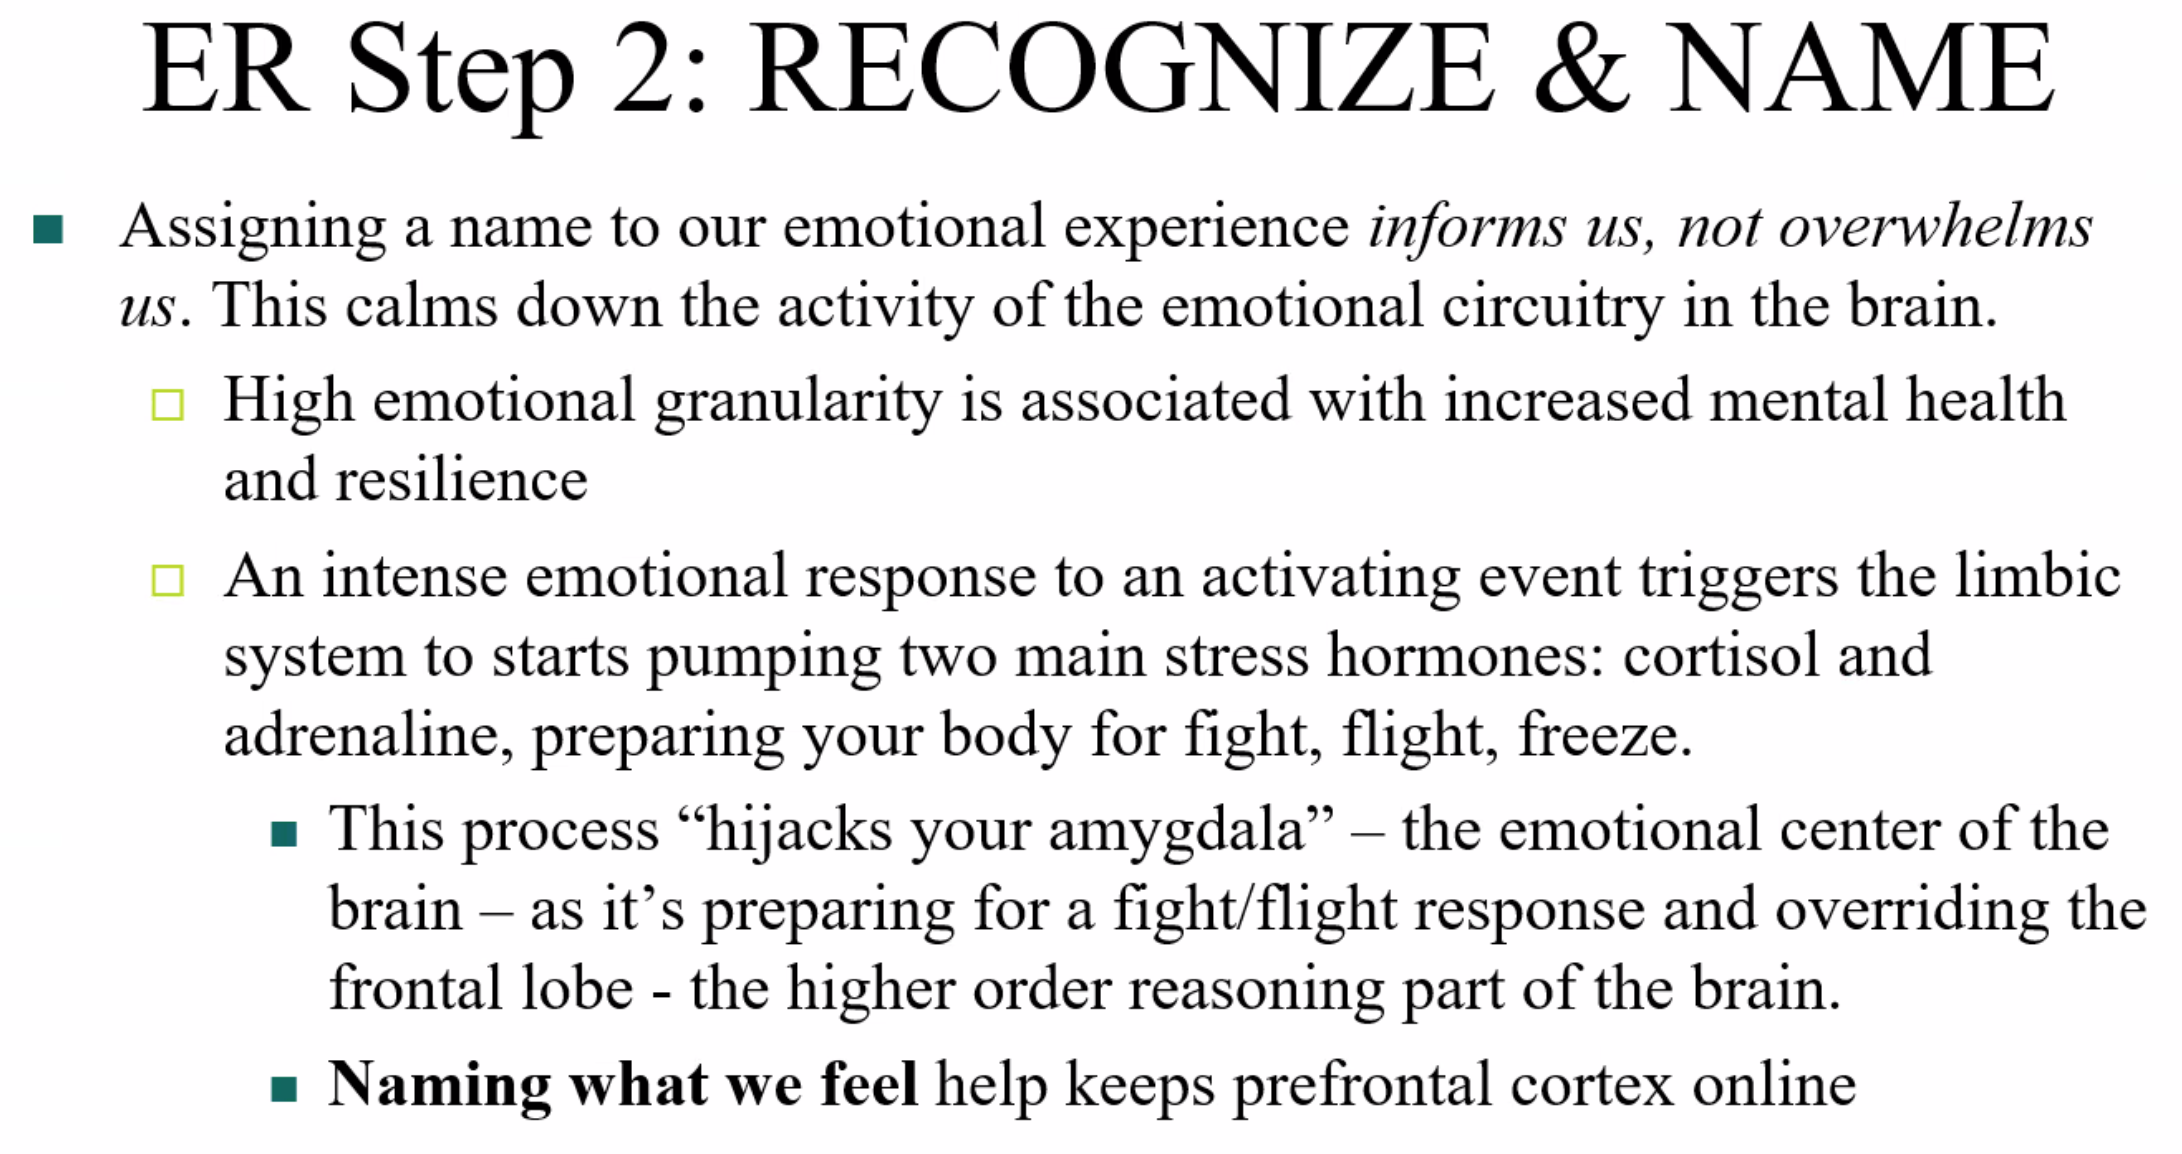 ER Step 2: RECOGNIZE & NAME
Assigning a name to our emotional experience informs us, not overwhelms
us. This calms down the activity of the emotional circuitry in the brain.
High emotional granularity is associated with increased mental health
and resilience
An intense emotional response to an activating event triggers the limbic
system to starts pumping two main stress hormones: cortisol and
adrenaline, preparing your body for fight, flight, freeze.
This process “hijacks your amygdala” – the emotional center of the
brain – as it’s preparing for a fight/flight response and overriding the
frontal lobe - the higher order reasoning part of the brain.
Naming what we feel help keeps prefrontal cortex online